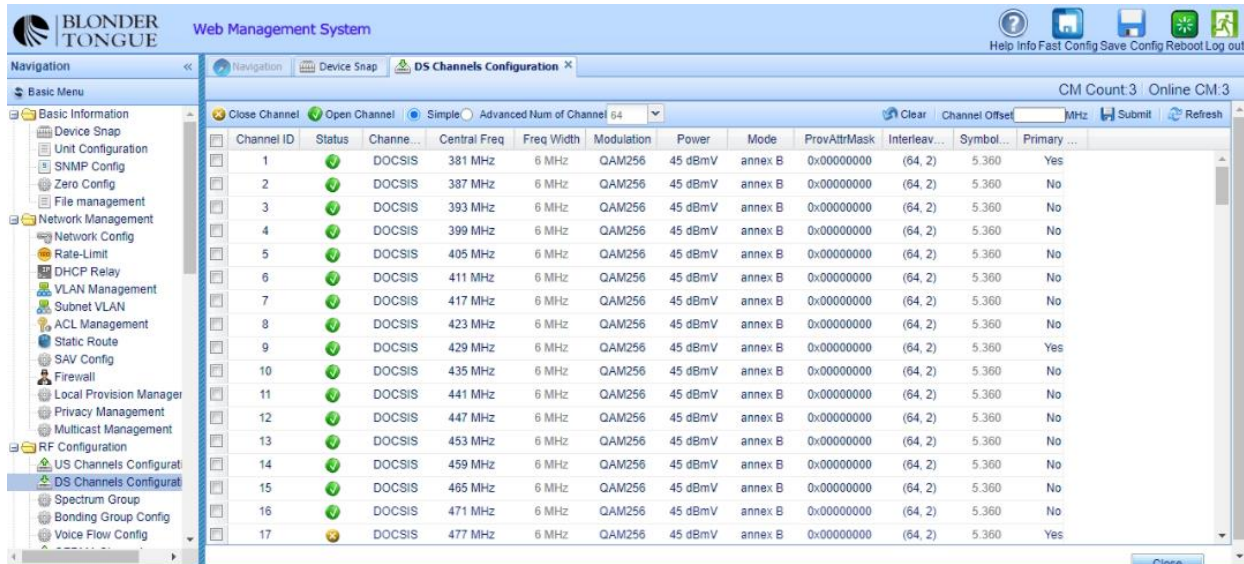 BLONDER
TONGUE
Web Management System
Help Info Fast Config Save Config Reboot Log out
Navigation
Navigation Device Snap DS Channels Configuration
CM Count:3 Online CM:3
Basic Menu
Basic Information
Device Snap
Unit Configuration
SNMP Config
Zero Config
File management
Network Management
Network Config
Rate-Limit
DHCP Relay
VLAN Management
Subnet VLAN
ACL Management
Static Route
SAV Config
Firewall
Local Provision Manager
Privacy Management
Multicast Management
RF Configuration
US Channels Configurati
DS Channels Configurati
Spectrum Group
Bonding Group Config
Voice Flow Config
Close Channel Open Channel Simple Advanced Num of Channel 64 Clear Channel Offset MHz Submit Refresh
Channel ID Status Channe... Central Freq Freq Width Modulation Power Mode ProvAttrMask Interleav... Symbol... Primary ...
1 DOCSIS 381 MHz 6 MHz QAM256 45 dBmV annex B 0x00000000 (64, 2) 5.360 Yes
2 DOCSIS 387 MHz 6 MHz QAM256 45 dBmV annex B 0x00000000 (64, 2) 5.360 No
3 DOCSIS 393 MHz 6 MHz QAM256 45 dBmV annex B 0x00000000 (64, 2) 5.360 No
4 DOCSIS 399 MHz 6 MHz QAM256 45 dBmV annex B 0x00000000 (64, 2) 5.360 No
5 DOCSIS 405 MHz 6 MHz QAM256 45 dBmV annex B 0x00000000 (64, 2) 5.360 No
6 DOCSIS 411 MHz 6 MHz QAM256 45 dBmV annex B 0x00000000 (64, 2) 5.360 No
7 DOCSIS 417 MHz 6 MHz QAM256 45 dBmV annex B 0x00000000 (64, 2) 5.360 No
8 DOCSIS 423 MHz 6 MHz QAM256 45 dBmV annex B 0x00000000 (64, 2) 5.360 No
9 DOCSIS 429 MHz 6 MHz QAM256 45 dBmV annex B 0x00000000 (64, 2) 5.360 Yes
10 DOCSIS 435 MHz 6 MHz QAM256 45 dBmV annex B 0x00000000 (64, 2) 5.360 No
11 DOCSIS 441 MHz 6 MHz QAM256 45 dBmV annex B 0x00000000 (64, 2) 5.360 No
12 DOCSIS 447 MHz 6 MHz QAM256 45 dBmV annex B 0x00000000 (64, 2) 5.360 No
13 DOCSIS 453 MHz 6 MHz QAM256 45 dBmV annex B 0x00000000 (64, 2) 5.360 No
14 DOCSIS 459 MHz 6 MHz QAM256 45 dBmV annex B 0x00000000 (64, 2) 5.360 No
15 DOCSIS 465 MHz 6 MHz QAM256 45 dBmV annex B 0x00000000 (64, 2) 5.360 No
16 DOCSIS 471 MHz 6 MHz QAM256 45 dBmV annex B 0x00000000 (64, 2) 5.360 No
17 DOCSIS 477 MHz 6 MHz QAM256 45 dBmV annex B 0x00000000 (64, 2) 5.360 Yes
Close